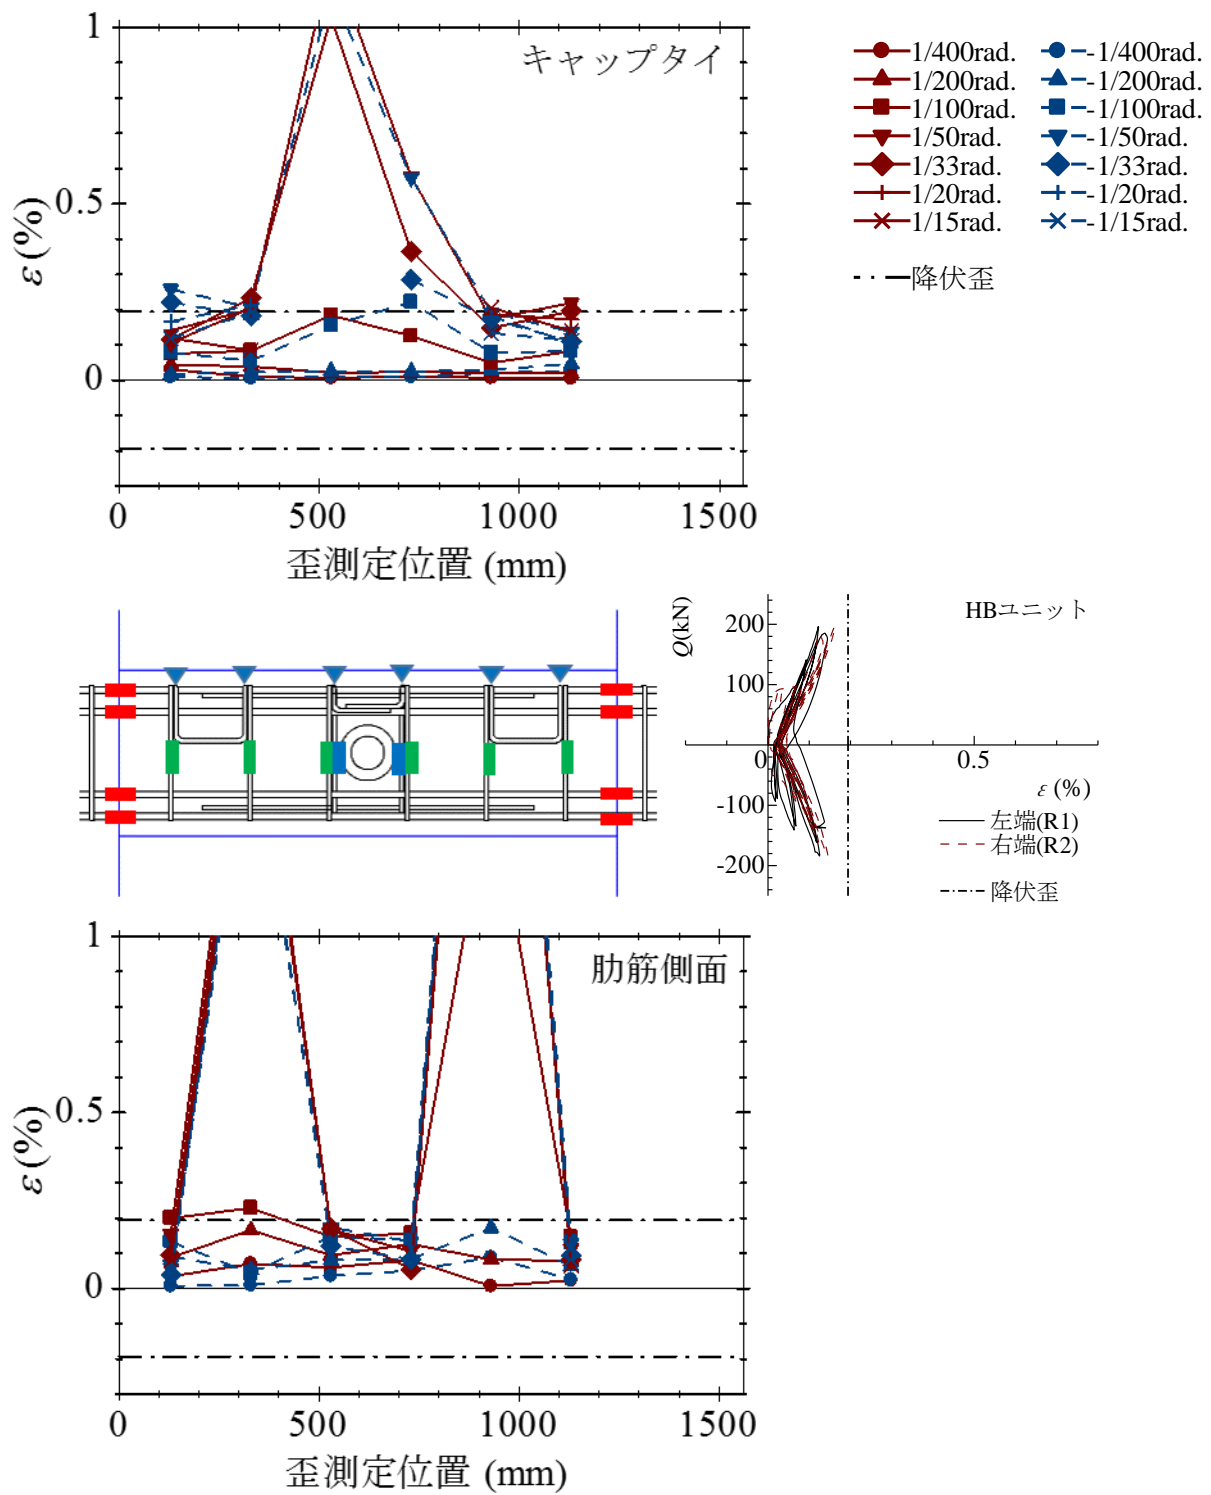 キャップタイ
1
0.5
0
ε (%)
0 500 1000 1500
歪測定位置 (mm)
1/400rad. -1/400rad.
1/200rad. -1/200rad.
1/100rad. -1/100rad.
1/50rad. -1/50rad.
1/33rad. -1/33rad.
1/20rad. -1/20rad.
1/15rad. -1/15rad.
降伏歪
Q(kN)
HBユニット
200
100
0 0.5
-100
-200
ε (%)
左端(R1)
右端(R2)
降伏歪
肋筋側面
1
0.5
0
ε (%)
0 500 1000 1500
歪測定位置 (mm)